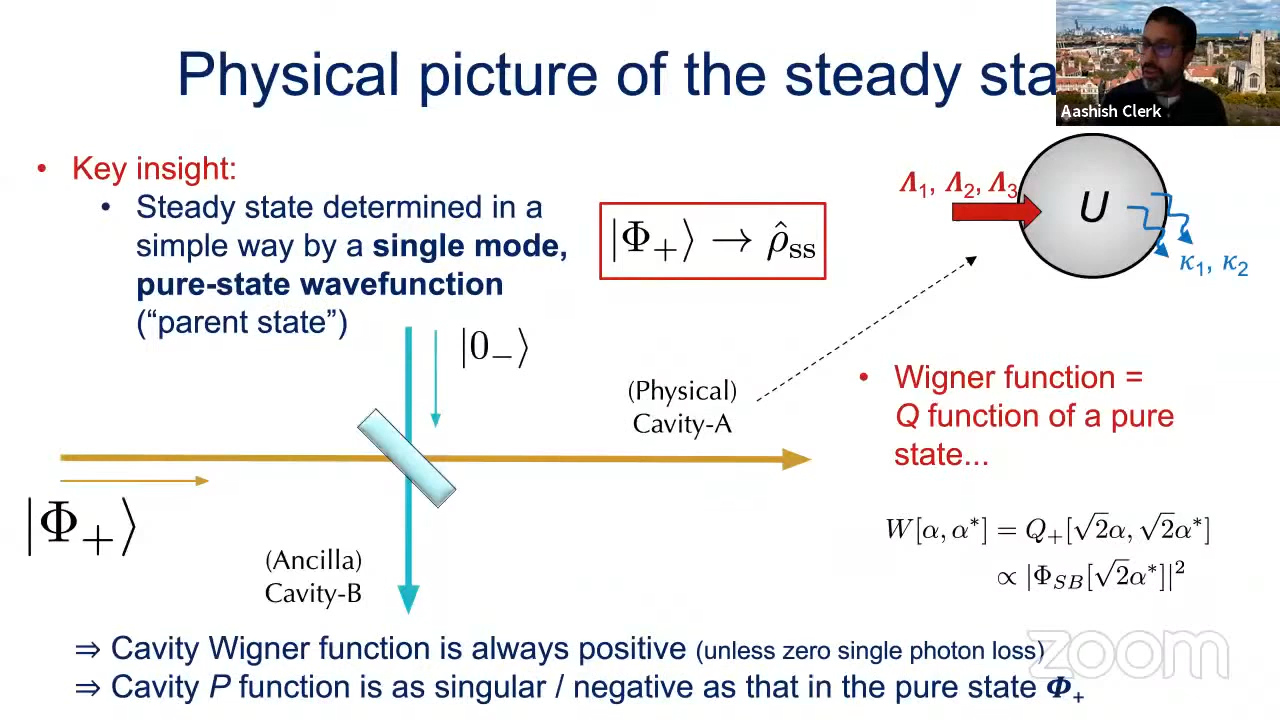 Physical picture of the steady sta
Aashish Clerk
• Key insight:
• Steady state determined in a
simple way by a single mode,
pure-state wavefunction
(“parent state”)
|Φ₊⟩ → ρ̂ₛₛ
Λ₁, Λ₂, Λ₃
U
κ₁, κ₂
|0₋⟩
(Physical)
Cavity-A
• Wigner function =
Q function of a pure
state...
|Φ₊⟩
W[α, α*] = Q₊[√2α, √2α*]
∝ |Φ_{SB}[√2α*]|²
(Ancilla)
Cavity-B
⇒ Cavity Wigner function is always positive (unless zero single photon loss)
⇒ Cavity P function is as singular / negative as that in the pure state Φ₊
zoom